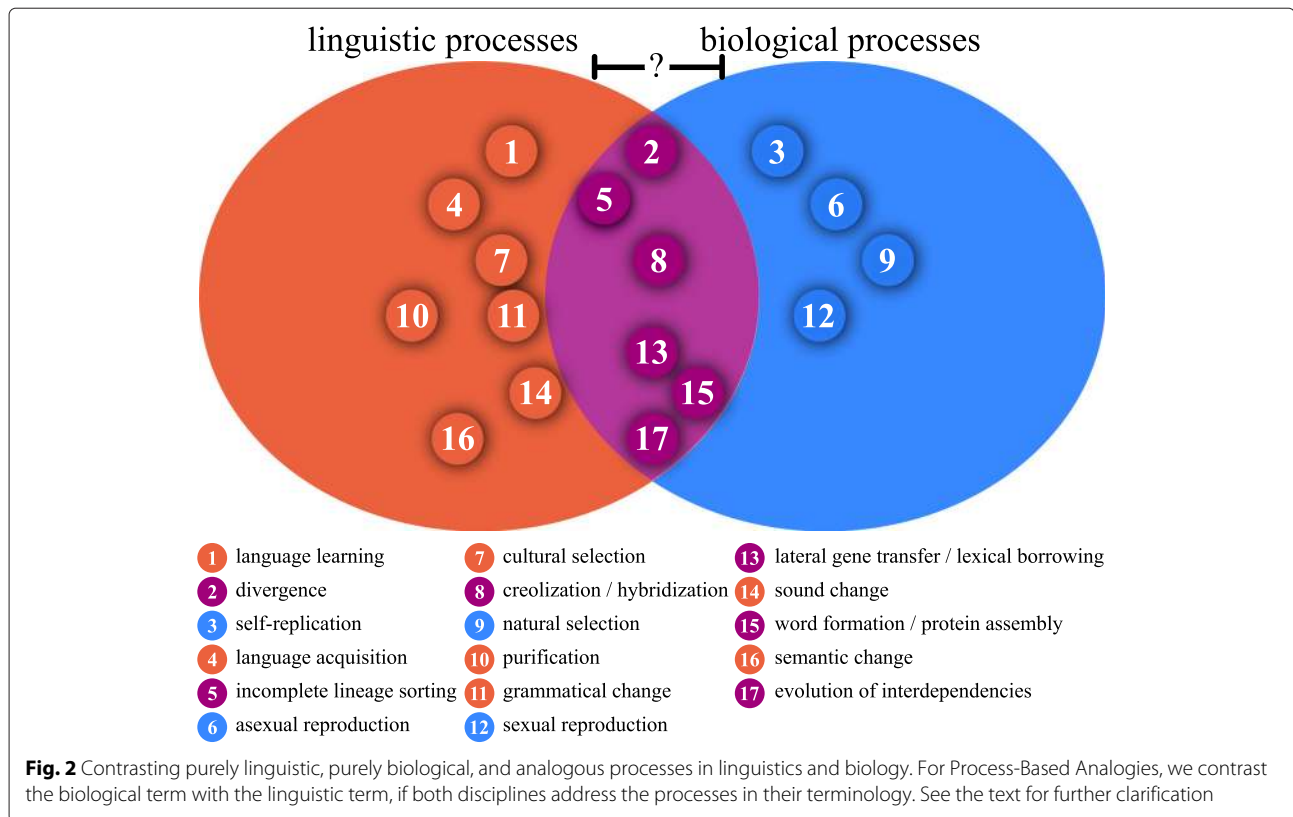 linguistic processes
biological processes
?
1
2
3
4
5
6
7
8
9
10
11
12
13
14
15
16
17
1 language learning
2 divergence
3 self-replication
4 language acquisition
5 incomplete lineage sorting
6 asexual reproduction
7 cultural selection
8 creolization / hybridization
9 natural selection
10 purification
11 grammatical change
12 sexual reproduction
13 lateral gene transfer / lexical borrowing
14 sound change
15 word formation / protein assembly
16 semantic change
17 evolution of interdependencies
Fig. 2 Contrasting purely linguistic, purely biological, and analogous processes in linguistics and biology. For Process-Based Analogies, we contrast
the biological term with the linguistic term, if both disciplines address the processes in their terminology. See the text for further clarification